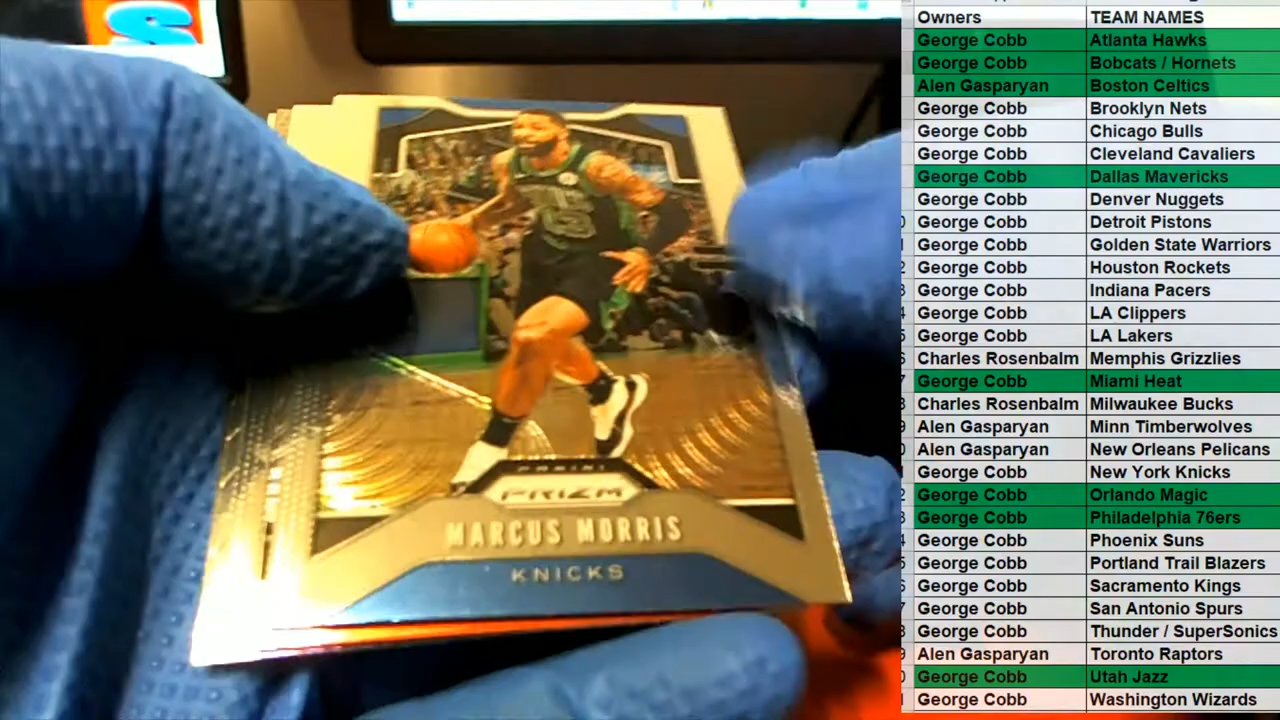 S
PANINI
PRIZM
MARCUS MORRIS
KNICKS
Owners TEAM NAMES
George Cobb Atlanta Hawks
George Cobb Bobcats / Hornets
Alen Gasparyan Boston Celtics
George Cobb Brooklyn Nets
George Cobb Chicago Bulls
George Cobb Cleveland Cavaliers
George Cobb Dallas Mavericks
George Cobb Denver Nuggets
George Cobb Detroit Pistons
George Cobb Golden State Warriors
George Cobb Houston Rockets
George Cobb Indiana Pacers
George Cobb LA Clippers
George Cobb LA Lakers
Charles Rosenbalm Memphis Grizzlies
George Cobb Miami Heat
Charles Rosenbalm Milwaukee Bucks
Alen Gasparyan Minn Timberwolves
Alen Gasparyan New Orleans Pelicans
George Cobb New York Knicks
George Cobb Orlando Magic
George Cobb Philadelphia 76ers
George Cobb Phoenix Suns
George Cobb Portland Trail Blazers
George Cobb Sacramento Kings
George Cobb San Antonio Spurs
George Cobb Thunder / SuperSonics
Alen Gasparyan Toronto Raptors
George Cobb Utah Jazz
George Cobb Washington Wizards